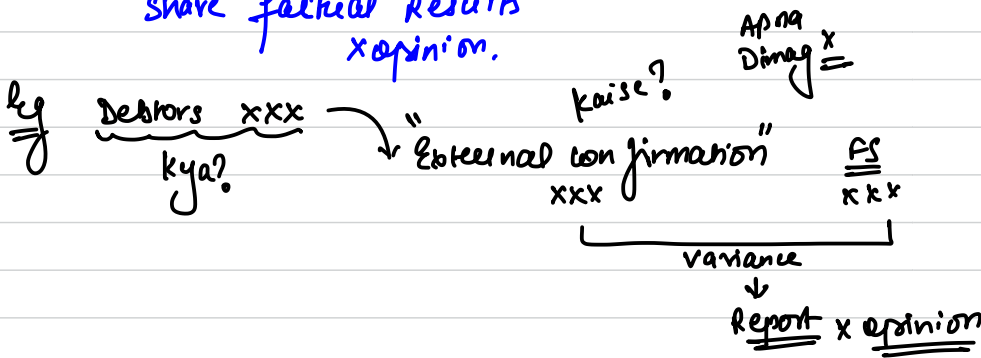 Share factual Results
x opinion.
Apna
Dimag x
Eg Debtors xxx
Kya?
Kaise?
"External confirmation"
xxx
FS
xxx
variance
Report x opinion